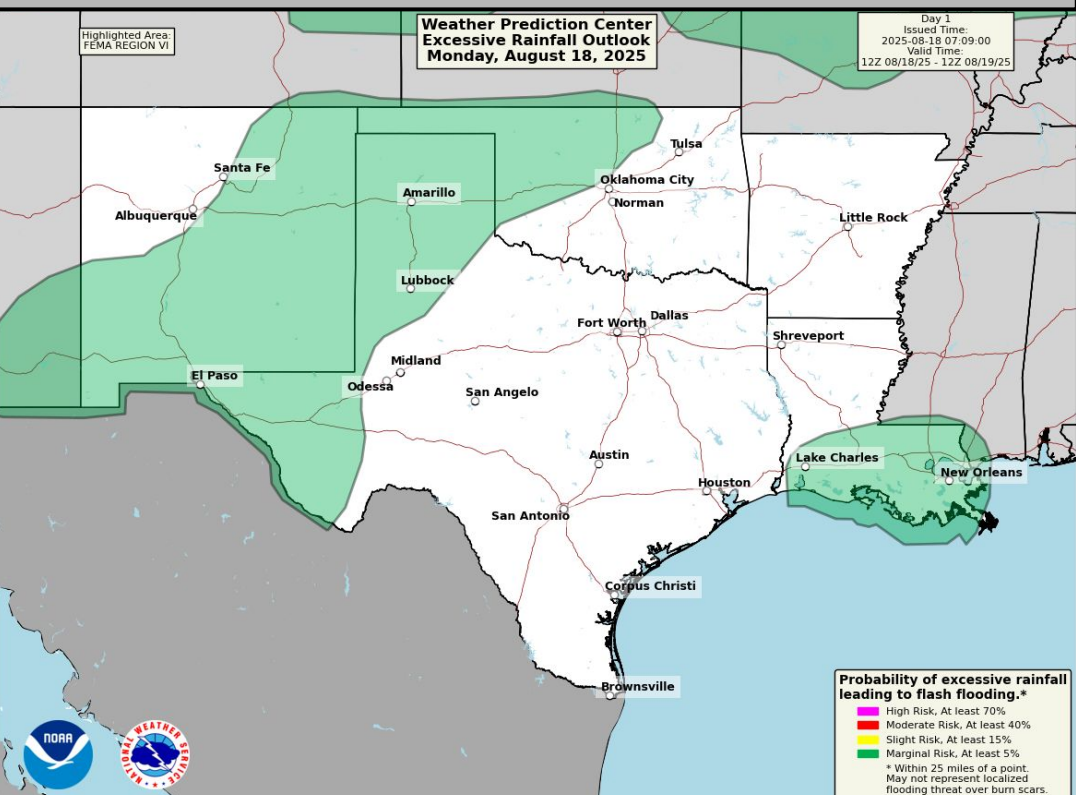 Highlighted Area:
FEMA REGION VI
Weather Prediction Center
Excessive Rainfall Outlook
Monday, August 18, 2025
Day 1
Issued Time:
2025-08-18 07:09:00
Valid Time:
12Z 08/18/25 - 12Z 08/19/25
Tulsa
Santa Fe
Oklahoma City
Amarillo
Norman
Albuquerque
Little Rock
Lubbock
Fort Worth
Dallas
Shreveport
Midland
El Paso
Odessa
San Angelo
Austin
Lake Charles
New Orleans
Houston
San Antonio
Corpus Christi
Brownsville
Probability of excessive rainfall
leading to flash flooding.*
High Risk, At least 70%
Moderate Risk, At least 40%
Slight Risk, At least 15%
Marginal Risk, At least 5%
* Within 25 miles of a point.
May not represent localized
flooding threat over burn scars.
NOAA
NATIONAL WEATHER SERVICE